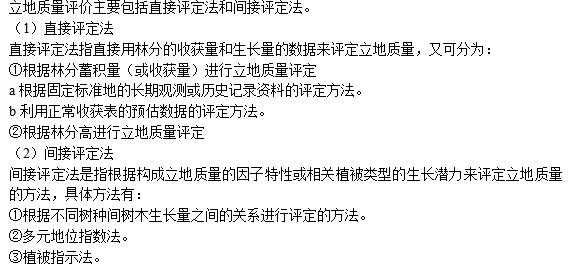 立地质量评价主要包括直接评定法和间接评定法。
（1）直接评定法
直接评定法指直接用林分的收获量和生长量的数据来评定立地质量，又可分为：
①根据林分蓄积量（或收获量）进行立地质量评定
a 根据固定标准地的长期观测或历史记录资料的评定方法。
b 利用正常收获表的预估数据的评定方法。
②根据林分高进行立地质量评定
（2）间接评定法
间接评定法是指根据构成立地质量的因子特性或相关植被类型的生长潜力来评定立地质量
的方法，具体方法有：
①根据不同树种间树木生长量之间的关系进行评定的方法。
②多元地位指数法。
③植被指示法。